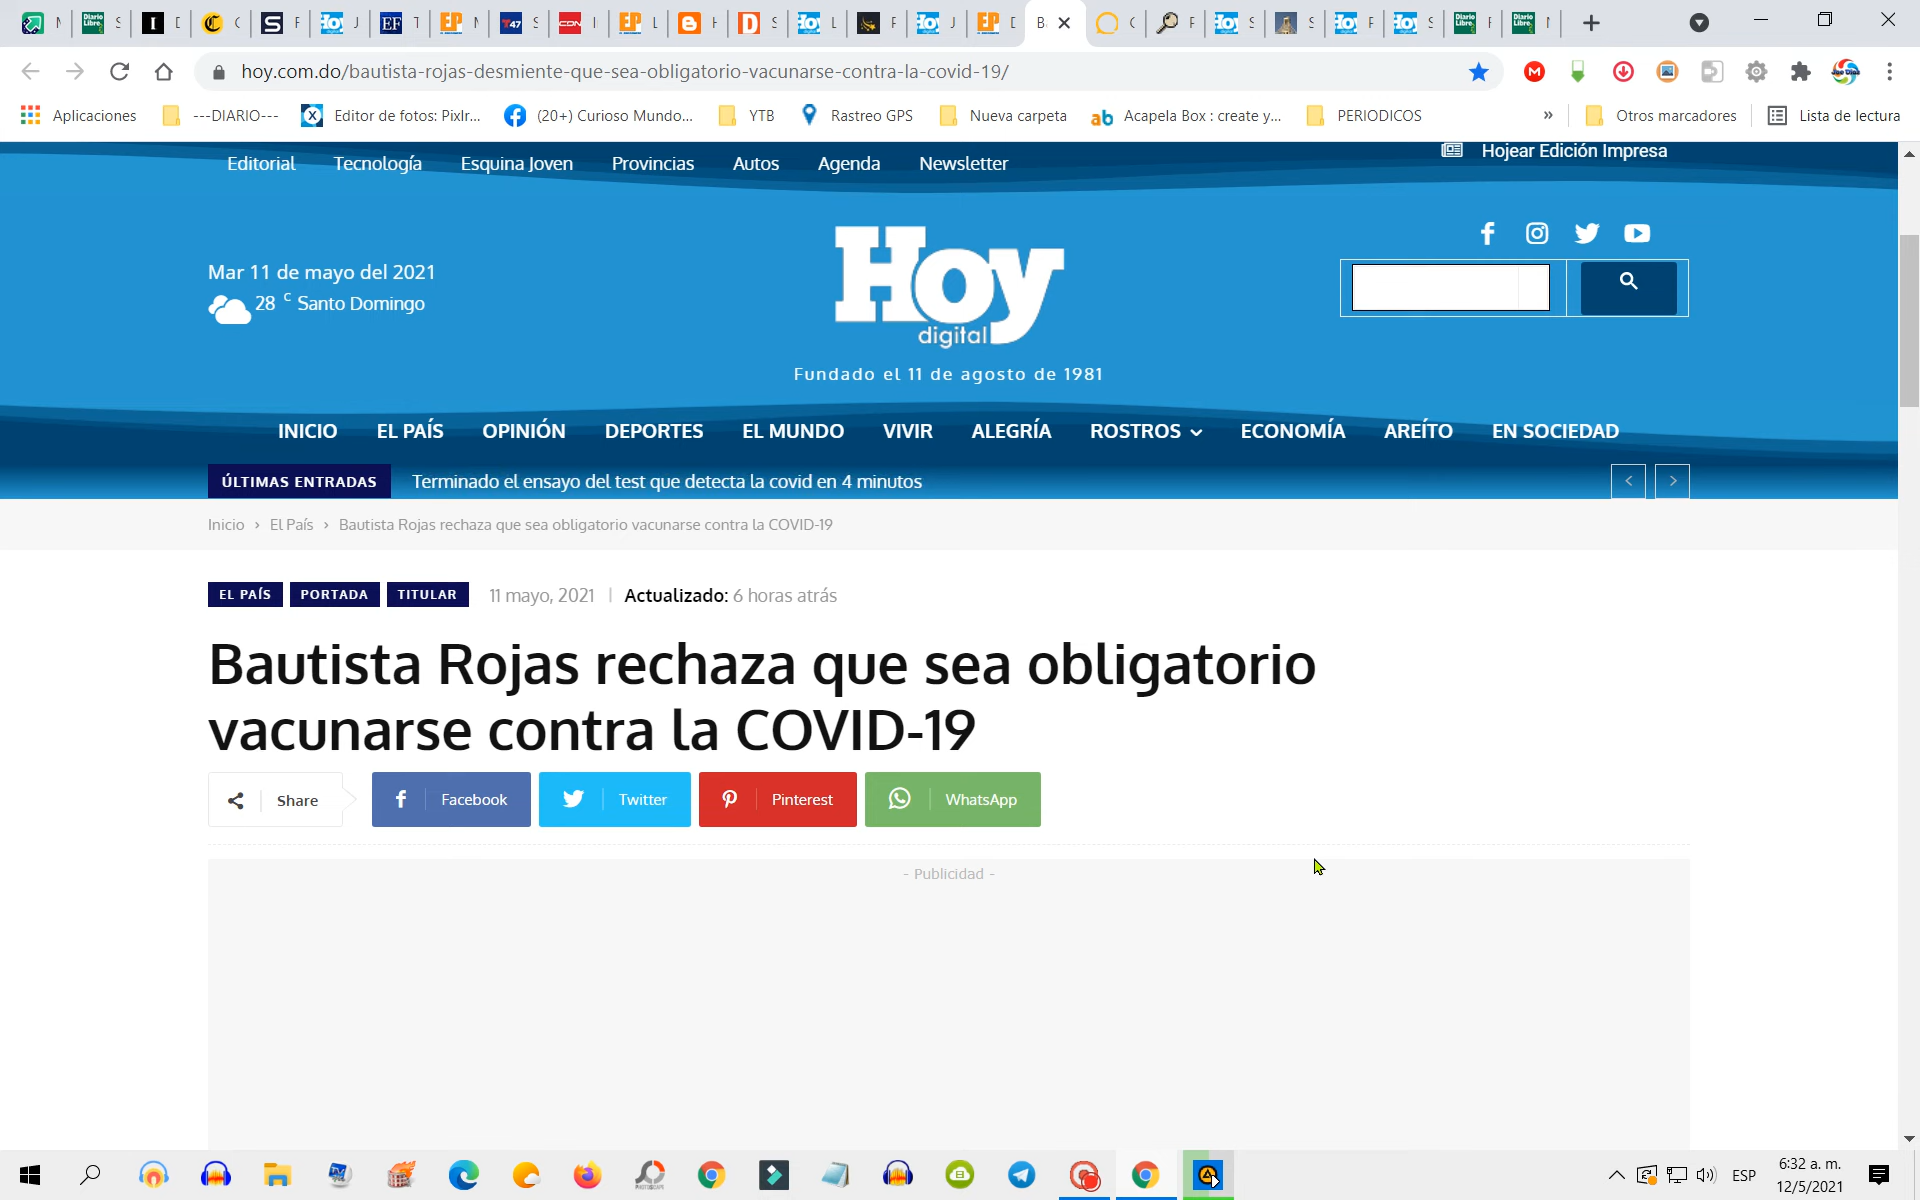 hoy.com.do/bautista-rojas-desmiente-que-sea-obligatorio-vacunarse-contra-la-covid-19/
Aplicaciones
---DIARIO---
Editor de fotos: Pixlr...
(20+) Curioso Mundo...
YTB
Rastreo GPS
Nueva carpeta
Acapela Box : create y...
PERIODICOS
»
Otros marcadores
Lista de lectura
Editorial Tecnología Esquina Joven Provincias Autos Agenda Newsletter
Hojear Edición Impresa
Mar 11 de mayo del 2021
28 c Santo Domingo
Hoy
digital
Fundado el 11 de agosto de 1981
INICIO EL PAÍS OPINIÓN DEPORTES EL MUNDO VIVIR ALEGRÍA ROSTROS ECONOMÍA AREÍTO EN SOCIEDAD
ÚLTIMAS ENTRADAS Terminado el ensayo del test que detecta la covid en 4 minutos
Inicio › El País › Bautista Rojas rechaza que sea obligatorio vacunarse contra la COVID-19
EL PAÍS PORTADA TITULAR 11 mayo, 2021 | Actualizado: 6 horas atrás
Bautista Rojas rechaza que sea obligatorio
vacunarse contra la COVID-19
Share Facebook Twitter Pinterest WhatsApp
- Publicidad -
ESP
6:32 a. m.
12/5/2021